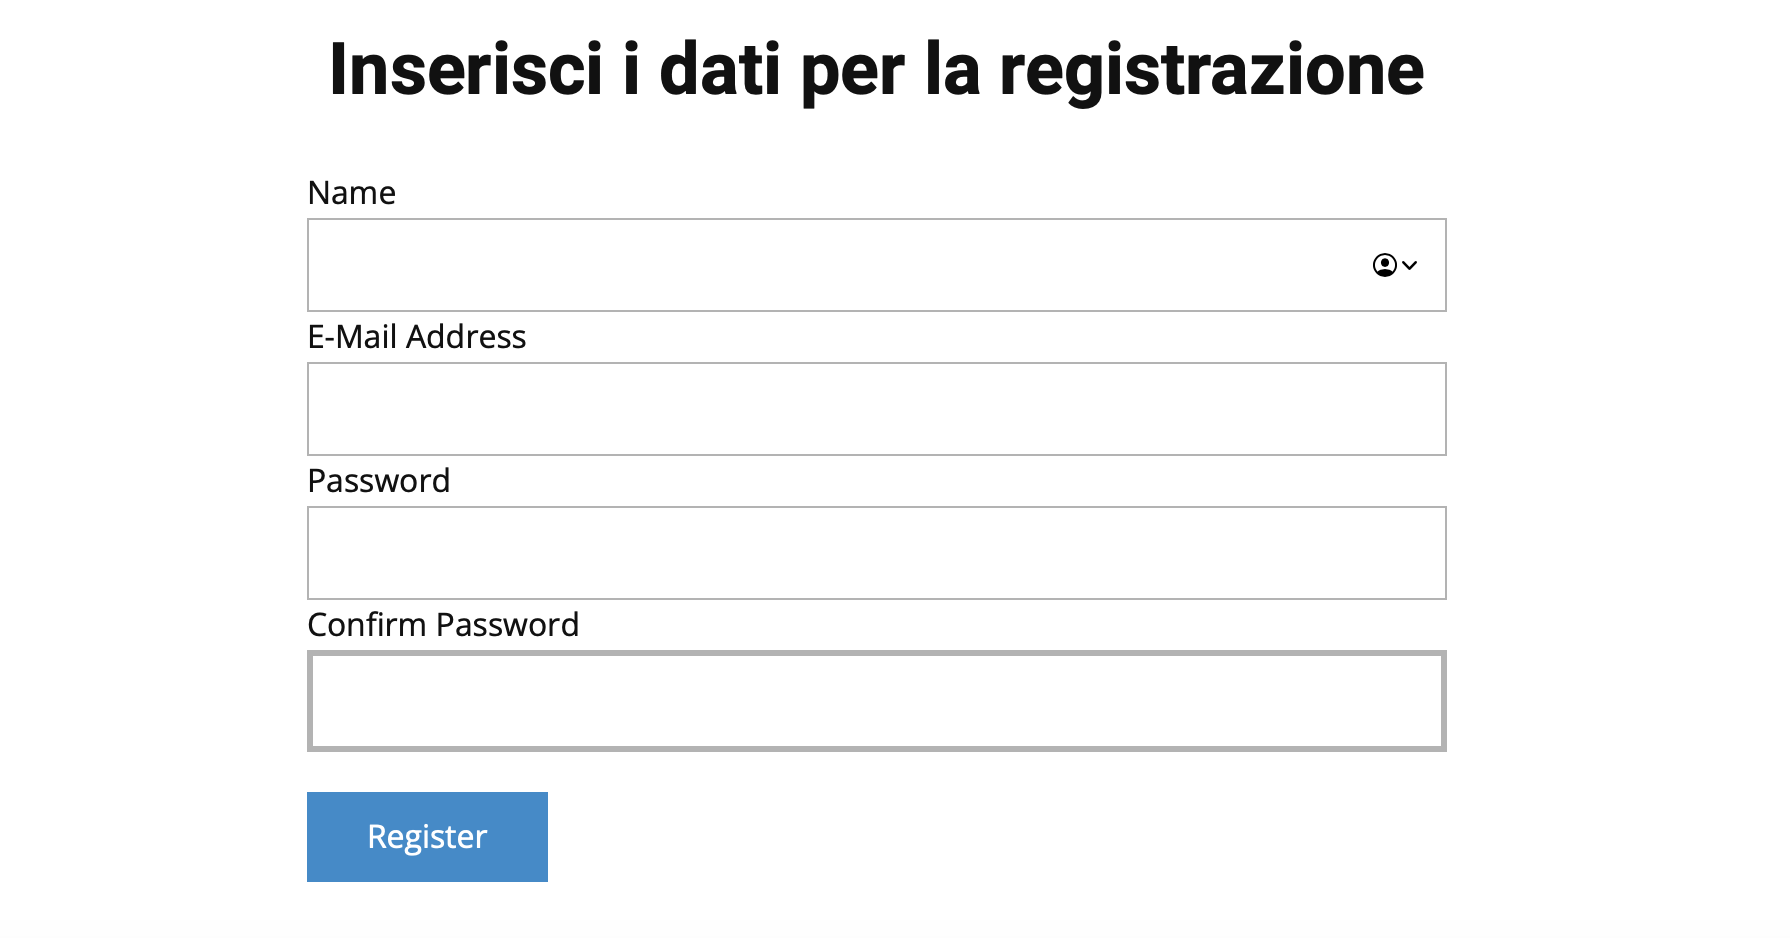 Inserisci i dati per la registrazione
Name
E-Mail Address
Password
Confirm Password
Register